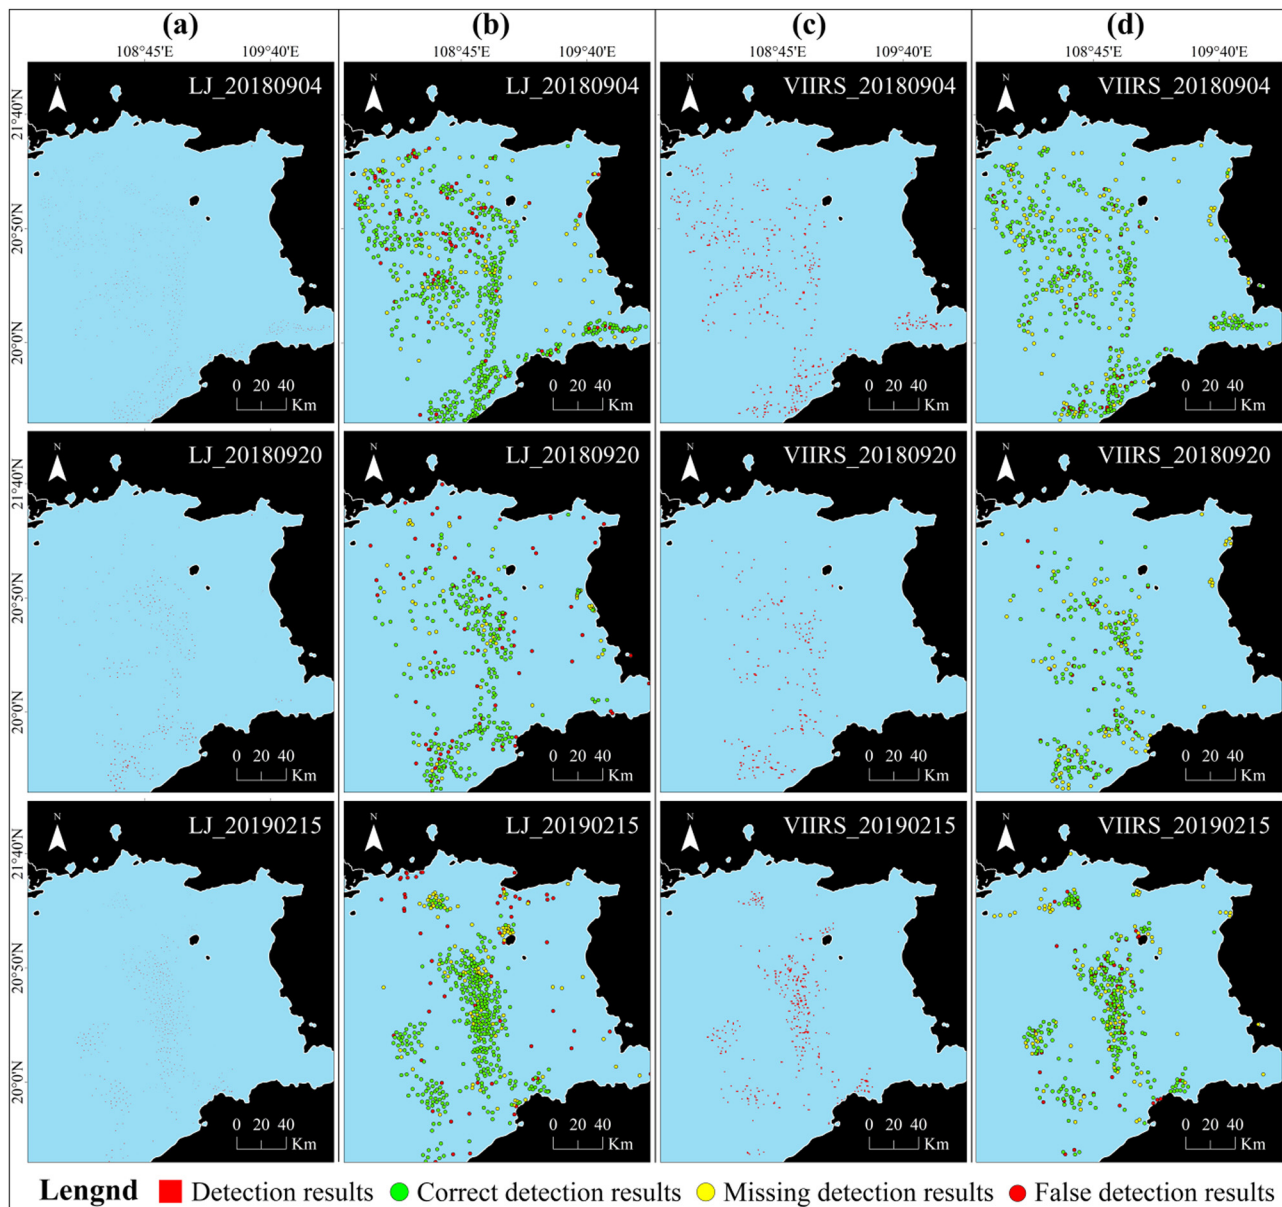 (a) (b) (c) (d)
108°45'E 109°40'E 108°45'E 109°40'E 108°45'E 109°40'E 108°45'E 109°40'E
N LJ_20180904 N LJ_20180904 N VIIRS_20180904 N VIIRS_20180904
21°40'N
20°50'N
20°0'N
0 20 40 0 20 40 0 20 40 0 20 40
Km Km Km Km
N LJ_20180920 N LJ_20180920 N VIIRS_20180920 N VIIRS_20180920
21°40'N
20°50'N
20°0'N
0 20 40 0 20 40 0 20 40 0 20 40
Km Km Km Km
N LJ_20190215 N LJ_20190215 N VIIRS_20190215 N VIIRS_20190215
21°40'N
20°50'N
20°0'N
0 20 40 0 20 40 0 20 40 0 20 40
Km Km Km Km
Lengnd Detection results Correct detection results Missing detection results False detection results